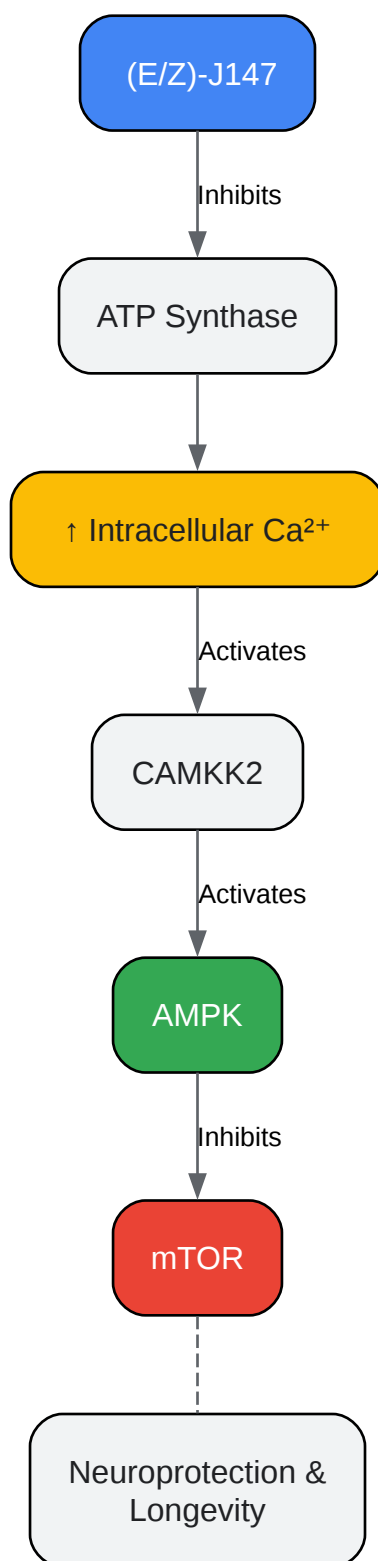 (E/Z)-J147
Inhibits
ATP Synthase
↑ Intracellular Ca²⁺
Activates
CAMKK2
Activates
AMPK
Inhibits
mTOR
Neuroprotection &
Longevity